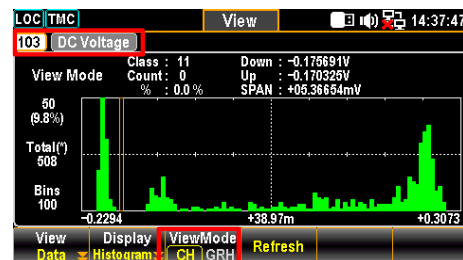 LOC TMC View 14:37:47
103 DC Voltage
View Mode
Class : 11 Down : -0.175691V
Count: 0 Up : -0.170325V
% : 0.0 % SPAN : +05.36654mV
50
(9.8%)
Total(*)
508
Bins
100
-0.2294 +38.97m +0.3073
View Data
Display Histogram
ViewMode CH GRH
Refresh